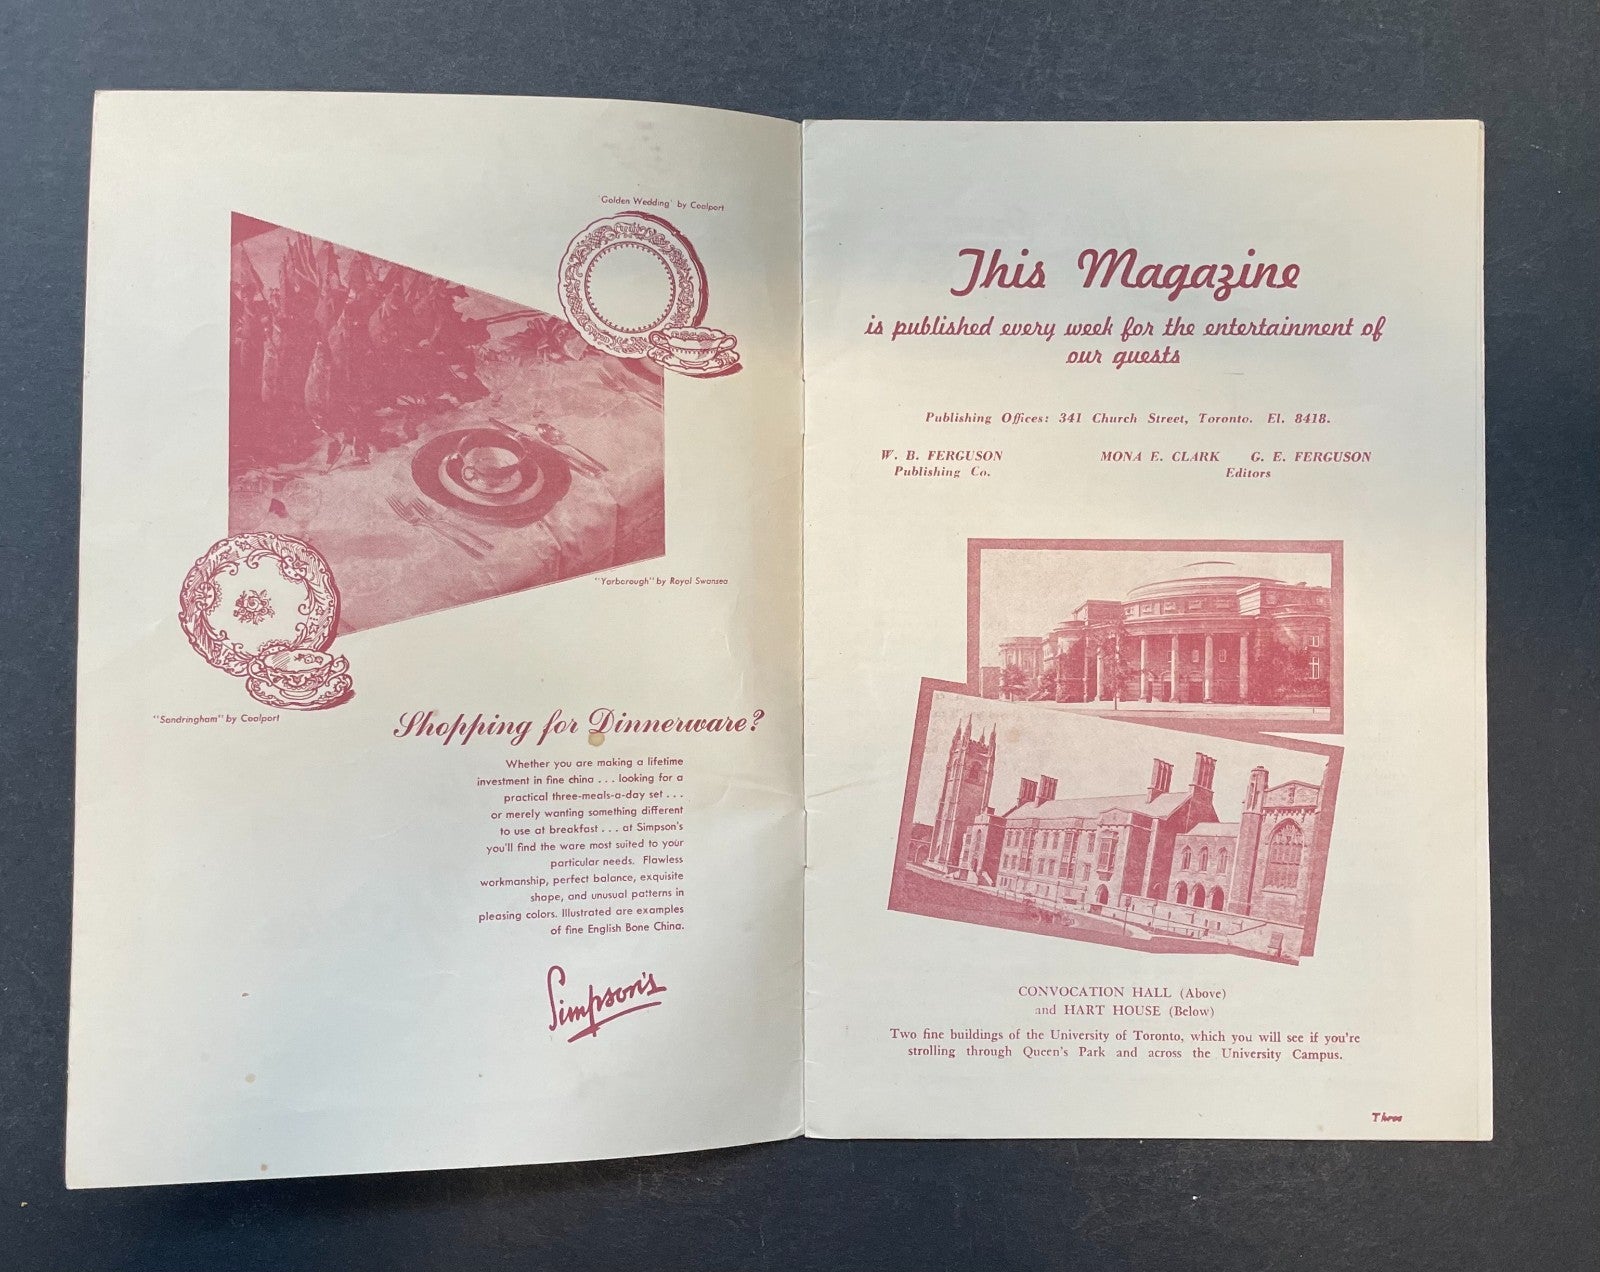 'Golden Wedding' by Coalport
"Yarborough" by Royal Swansea
"Sandringham" by Coalport
Shopping for Dinnerware?
Whether you are making a lifetime
investment in fine china . . . looking for a
practical three-meals-a-day set . . .
or merely wanting something different
to use at breakfast . . . at Simpson's
you'll find the ware most suited to your
particular needs. Flawless
workmanship, perfect balance, exquisite
shape, and unusual patterns in
pleasing colors. Illustrated are examples
of fine English Bone China.
Simpson's
This Magazine
is published every week for the entertainment of
our guests
Publishing Offices: 341 Church Street, Toronto. El. 8418.
W. B. FERGUSON MONA E. CLARK G. E. FERGUSON
Publishing Co. Editors
CONVOCATION HALL (Above)
and HART HOUSE (Below)
Two fine buildings of the University of Toronto, which you will see if you're
strolling through Queen's Park and across the University Campus.
Three